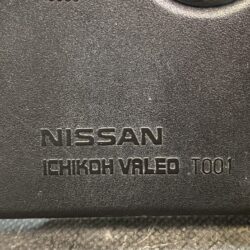 NISSAN
ICHIKOH VALEO T001